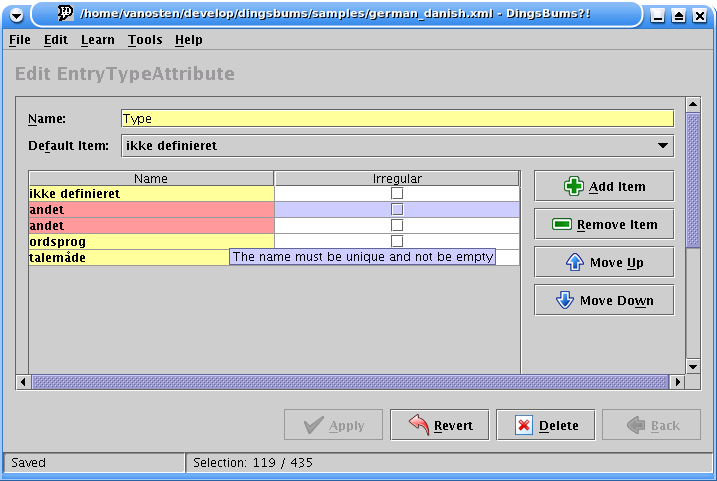 /home/vanosten/develop/dingsbums/samples/german_danish.xml - DingsBums?!
File Edit Learn Tools Help
Edit EntryTypeAttribute
Name: Type
Default Item: ikke definieret
Name Irregular
ikke definieret
andet
andet
ordsprog
talemåde
The name must be unique and not be empty
Add Item
Remove Item
Move Up
Move Down
Apply Revert Delete Back
Saved Selection: 119 / 435